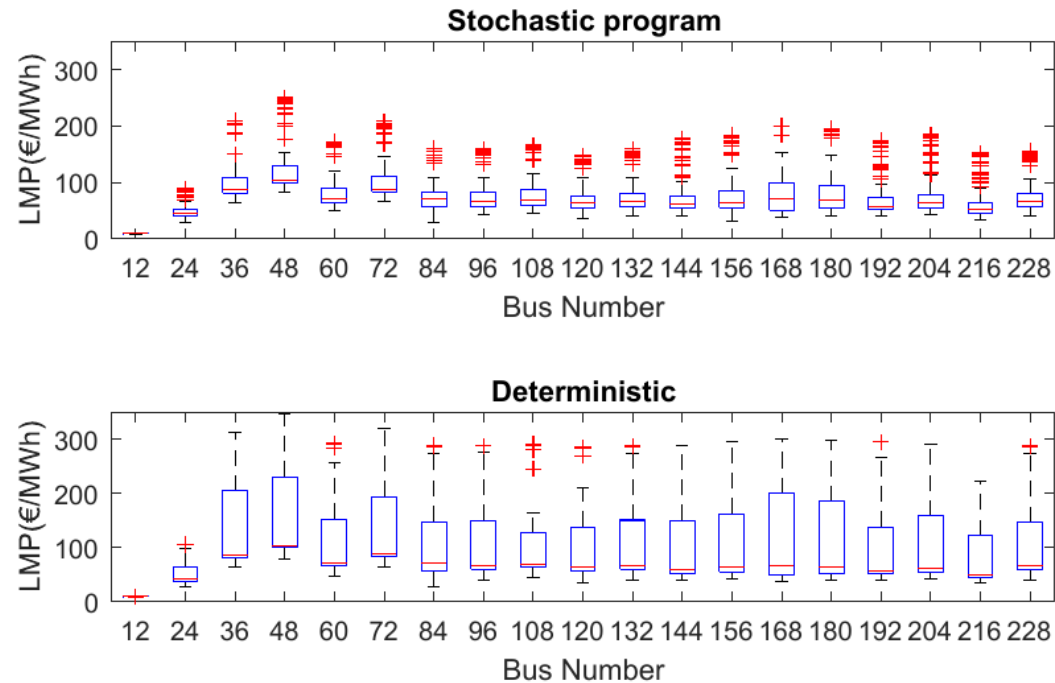 Stochastic program
LMP(€/MWh)
300
200
100
0
12 24 36 48 60 72 84 96 108 120 132 144 156 168 180 192 204 216 228
Bus Number
Deterministic
LMP(€/MWh)
300
200
100
0
12 24 36 48 60 72 84 96 108 120 132 144 156 168 180 192 204 216 228
Bus Number